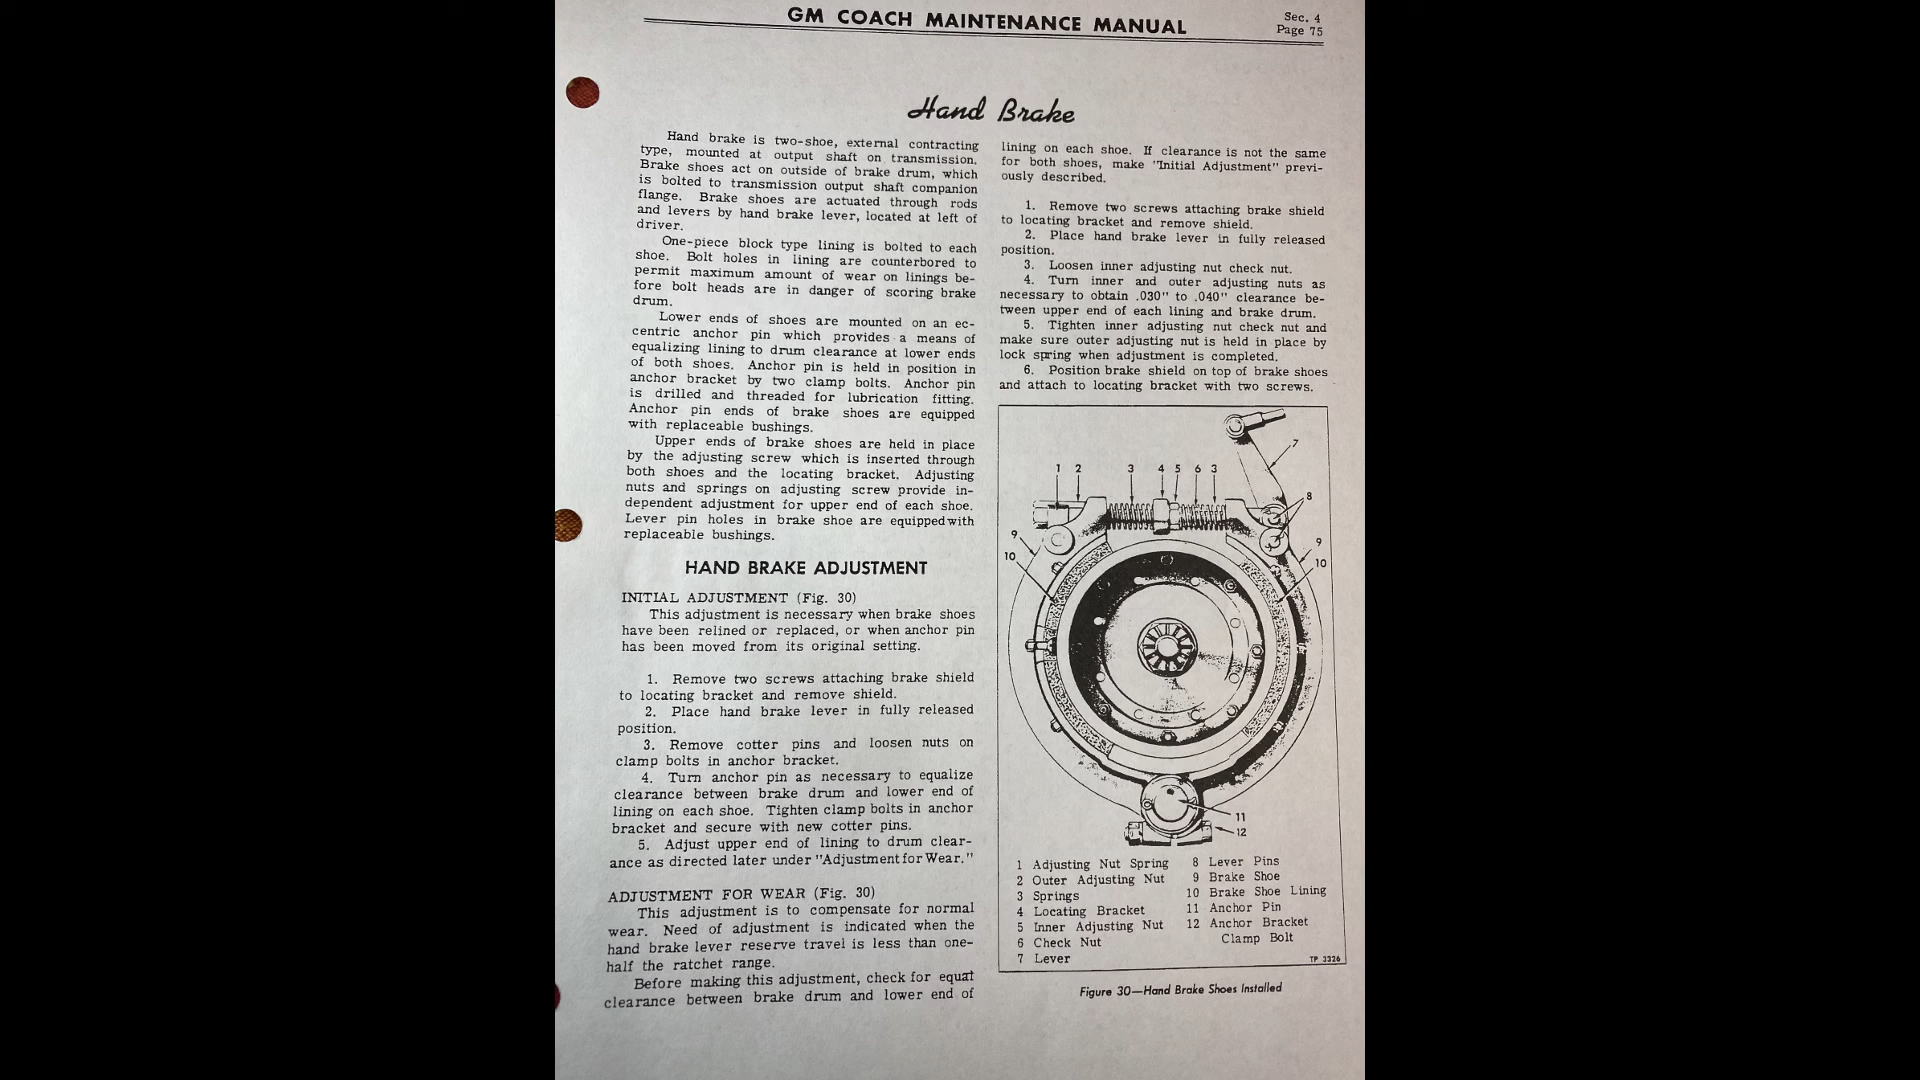 GM COACH MAINTENANCE MANUAL
Sec. 4
Page 75
Hand Brake
Hand brake is two-shoe, external contracting
type, mounted at output shaft on transmission.
Brake shoes act on outside of brake drum, which
is bolted to transmission output shaft companion
flange. Brake shoes are actuated through rods
and levers by hand brake lever, located at left of
driver.
One-piece block type lining is bolted to each
shoe. Bolt holes in lining are counterbored to
permit maximum amount of wear on linings be-
fore bolt heads are in danger of scoring brake
drum.
Lower ends of shoes are mounted on an ec-
centric anchor pin which provides a means of
equalizing lining to drum clearance at lower ends
of both shoes. Anchor pin is held in position in
anchor bracket by two clamp bolts. Anchor pin
is drilled and threaded for lubrication fitting.
Anchor pin ends of brake shoes are equipped
with replaceable bushings.
Upper ends of brake shoes are held in place
by the adjusting screw which is inserted through
both shoes and the locating bracket. Adjusting
nuts and springs on adjusting screw provide in-
dependent adjustment for upper end of each shoe.
Lever pin holes in brake shoe are equipped with
replaceable bushings.
HAND BRAKE ADJUSTMENT
INITIAL ADJUSTMENT (Fig. 30)
This adjustment is necessary when brake shoes
have been relined or replaced, or when anchor pin
has been moved from its original setting.
1. Remove two screws attaching brake shield
to locating bracket and remove shield.
2. Place hand brake lever in fully released
position.
3. Remove cotter pins and loosen nuts on
clamp bolts in anchor bracket.
4. Turn anchor pin as necessary to equalize
clearance between brake drum and lower end of
lining on each shoe. Tighten clamp bolts in anchor
bracket and secure with new cotter pins.
5. Adjust upper end of lining to drum clear-
ance as directed later under "Adjustment for Wear."
ADJUSTMENT FOR WEAR (Fig. 30)
This adjustment is to compensate for normal
wear. Need of adjustment is indicated when the
hand brake lever reserve travel is less than one-
half the ratchet range.
Before making this adjustment, check for equal
clearance between brake drum and lower end of
lining on each shoe. If clearance is not the same
for both shoes, make "Initial Adjustment" previ-
ously described.
1. Remove two screws attaching brake shield
to locating bracket and remove shield.
2. Place hand brake lever in fully released
position.
3. Loosen inner adjusting nut check nut.
4. Turn inner and outer adjusting nuts as
necessary to obtain .030" to .040" clearance be-
tween upper end of each lining and brake drum.
5. Tighten inner adjusting nut check nut and
make sure outer adjusting nut is held in place by
lock spring when adjustment is completed.
6. Position brake shield on top of brake shoes
and attach to locating bracket with two screws.
7
1 2 3 4 5 6 3
8
9
10
9
10
11
12
1 Adjusting Nut Spring
2 Outer Adjusting Nut
3 Springs
4 Locating Bracket
5 Inner Adjusting Nut
6 Check Nut
7 Lever
8 Lever Pins
9 Brake Shoe
10 Brake Shoe Lining
11 Anchor Pin
12 Anchor Bracket
Clamp Bolt
TP 3326
Figure 30—Hand Brake Shoes Installed